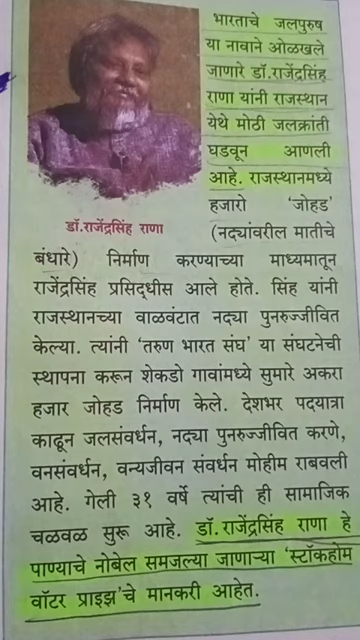 भारताचे जलपुरुष
या नावाने ओळखले
जाणारे डॉ.राजेंद्रसिंह
राणा यांनी राजस्थान
येथे मोठी जलक्रांती
घडवून आणली
आहे. राजस्थानमध्ये
हजारो 'जोहड'
डॉ.राजेंद्रसिंह राणा
(नद्यांवरील मातीचे
बंधारे) निर्माण करण्याच्या माध्यमातून
राजेंद्रसिंह प्रसिद्धीस आले होते. सिंह यांनी
राजस्थानच्या वाळवंटात नद्या पुनरुज्जीवित
केल्या. त्यांनी 'तरुण भारत संघ' या संघटनेची
स्थापना करून शेकडो गावांमध्ये सुमारे अकरा
हजार जोहड निर्माण केले. देशभर पदयात्रा
काढून जलसंवर्धन, नद्या पुनरुज्जीवित करणे,
वनसंवर्धन, वन्यजीवन संवर्धन मोहीम राबवली
आहे. गेली ३१ वर्षे त्यांची ही सामाजिक
चळवळ सुरू आहे. डॉ.राजेंद्रसिंह राणा हे
पाण्याचे नोबेल समजल्या जाणाऱ्या 'स्टॉकहोम
वॉटर प्राइझ'चे मानकरी आहेत.